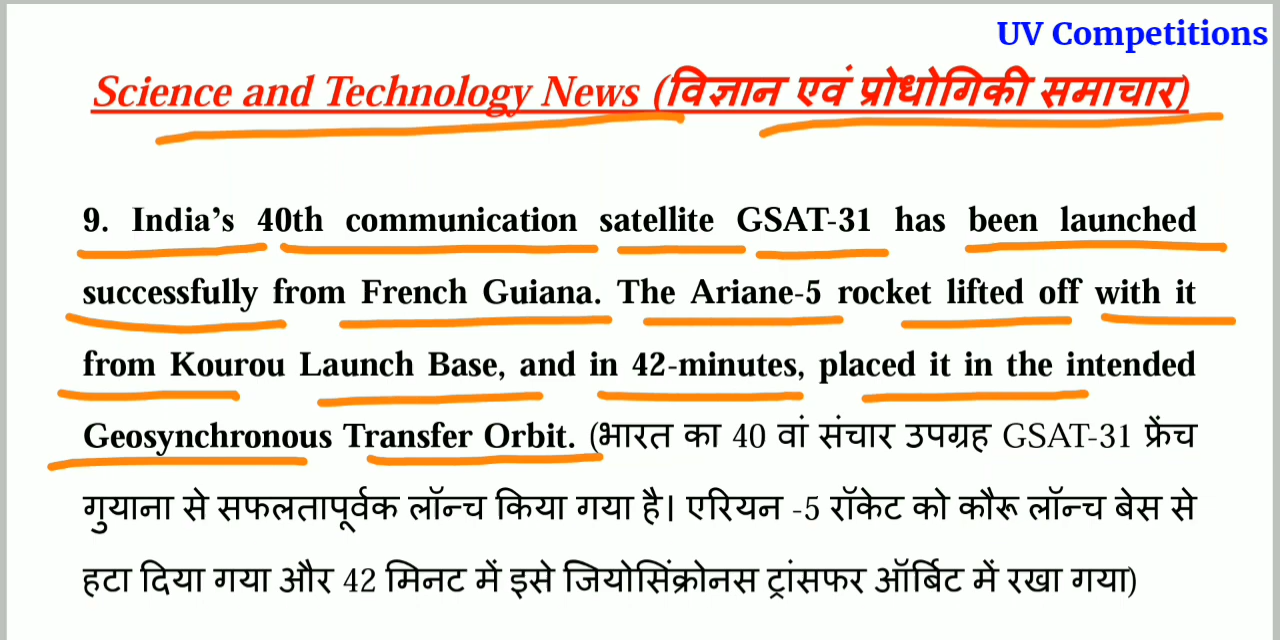 UV Competitions
Science and Technology News (विज्ञान एवं प्रोधोगिकी समाचार)
9. India’s 40th communication satellite GSAT-31 has been launched
successfully from French Guiana. The Ariane-5 rocket lifted off with it
from Kourou Launch Base, and in 42-minutes, placed it in the intended
Geosynchronous Transfer Orbit. (भारत का 40 वां संचार उपग्रह GSAT-31 फ्रेंच
गुयाना से सफलतापूर्वक लॉन्च किया गया है। एरियन -5 रॉकेट को कौरू लॉन्च बेस से
हटा दिया गया और 42 मिनट में इसे जियोसिंक्रोनस ट्रांसफर ऑर्बिट में रखा गया)